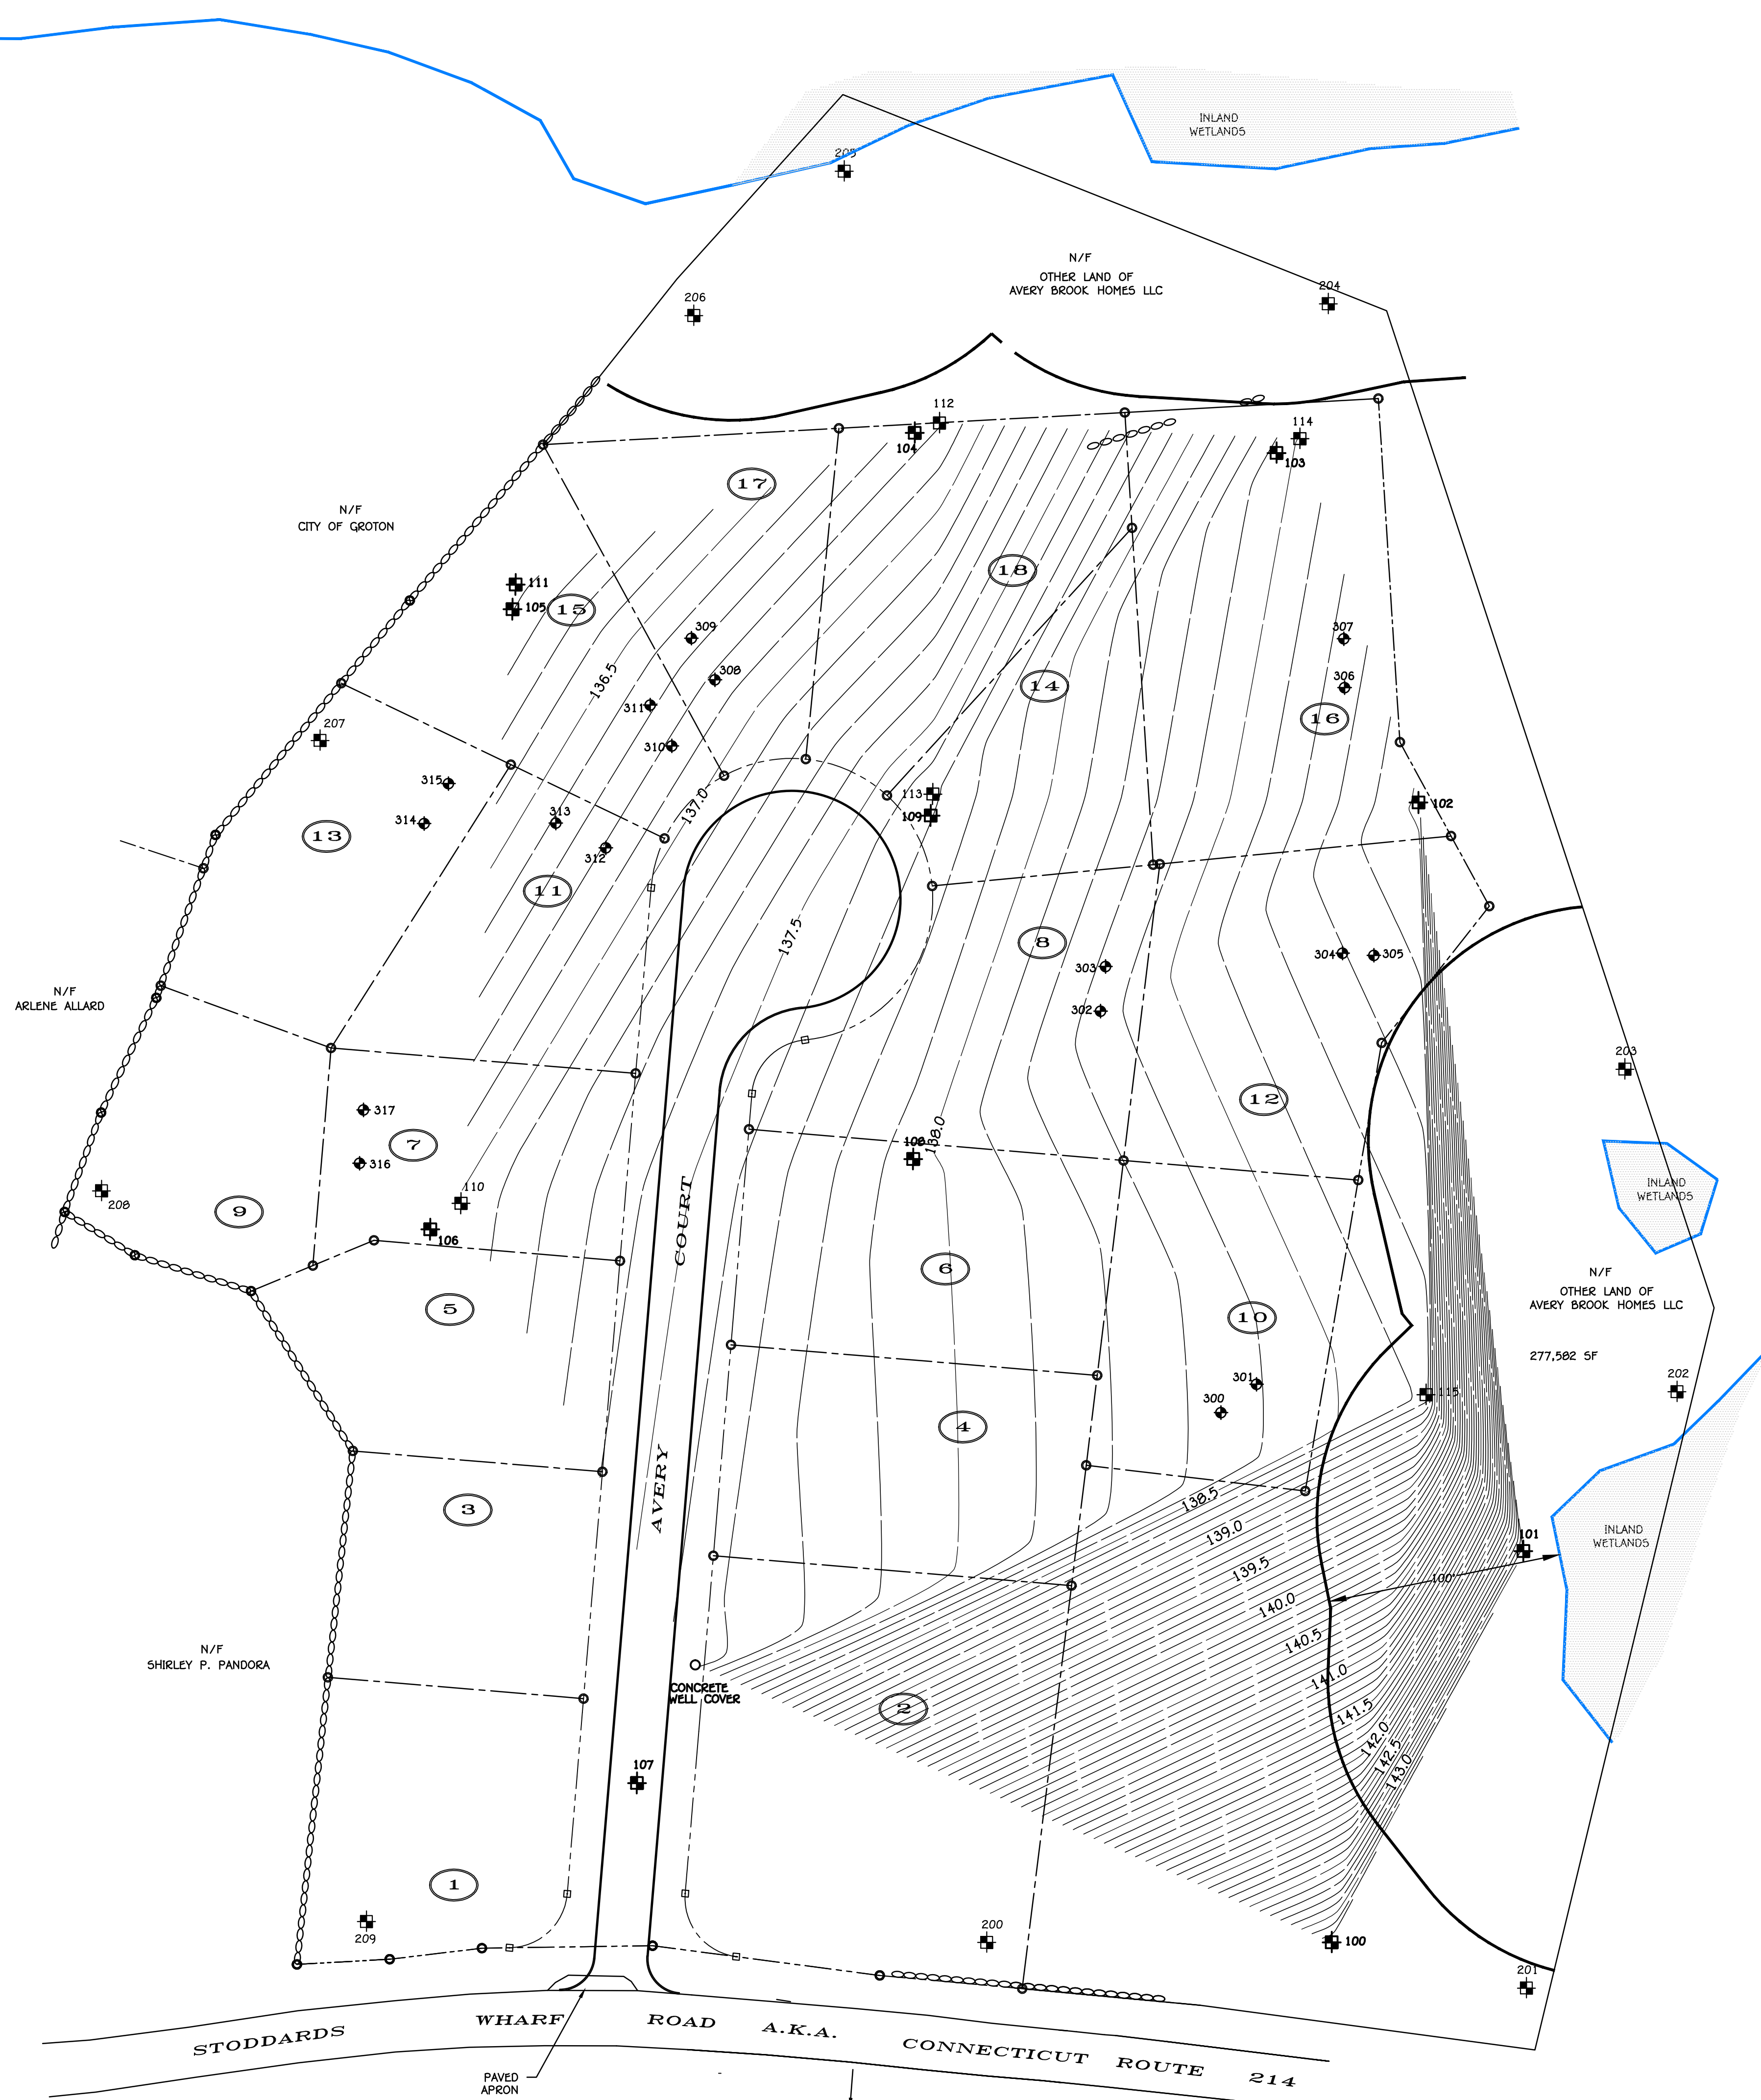 INLAND
WETLANDS
205
N/F
OTHER LAND OF
AVERY BROOK HOMES LLC
204
206
112
104
114
103
17
N/F
CITY OF GROTON
18
111
105
15
309
307
136.5
308
306
14
311
16
207
310
315
113
102
137.0
109
314
313
13
312
11
137.5
8
303
304
305
N/F
ARLENE ALLARD
302
203
12
317
108
138.0
7
316
INLAND
WETLANDS
110
208
9
106
COURT
6
N/F
OTHER LAND OF
AVERY BROOK HOMES LLC
5
10
277,502 SF
301
202
115
300
4
AVERY
138.5
3
139.0
INLAND
WETLANDS
101
139.5
100'
140.0
140.5
N/F
SHIRLEY P. PANDORA
141.0
CONCRETE
WELL COVER
2
141.5
142.0
142.5
143.0
107
1
209
200
100
201
STODDARDS WHARF ROAD A.K.A. CONNECTICUT ROUTE 214
PAVED
APRON